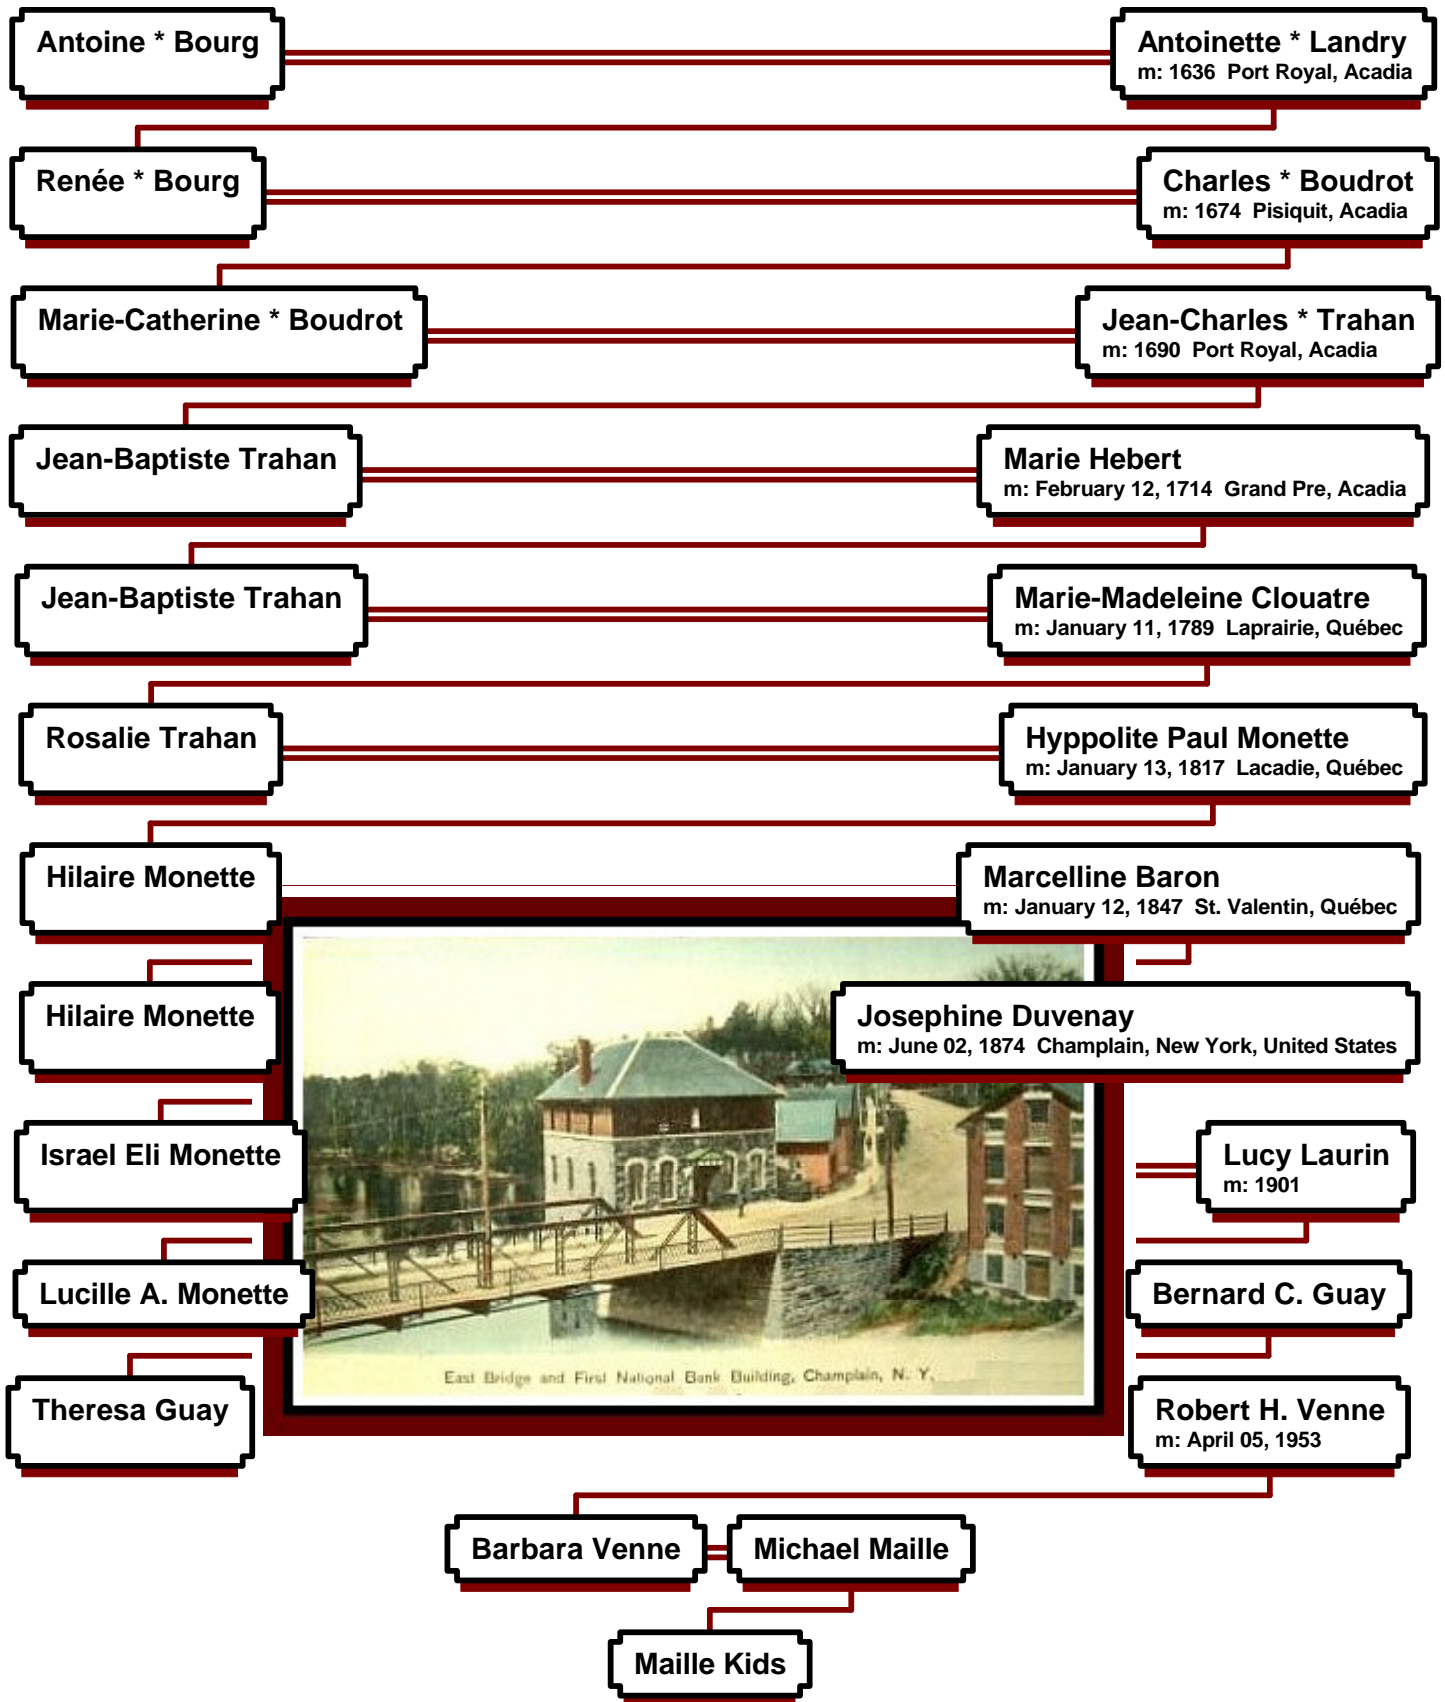 Antoine * Bourg
Antoinette * Landry
m: 1636  Port Royal, Acadia
Renée * Bourg
Charles * Boudrot
m: 1674  Pisiquit, Acadia
Marie-Catherine * Boudrot
Jean-Charles * Trahan
m: 1690  Port Royal, Acadia
Jean-Baptiste Trahan
Marie Hebert
m: February 12, 1714  Grand Pre, Acadia
Jean-Baptiste Trahan
Marie-Madeleine Clouatre
m: January 11, 1789  Laprairie, Québec
Rosalie Trahan
Hyppolite Paul Monette
m: January 13, 1817  Lacadie, Québec
Hilaire Monette
Marcelline Baron
m: January 12, 1847  St. Valentin, Québec
Hilaire Monette
Josephine Duvenay
m: June 02, 1874  Champlain, New York, United States
Israel Eli Monette
Lucy Laurin
m: 1901
Lucille A. Monette
Bernard C. Guay
East Bridge and First National Bank Building, Champlain, N. Y.
Theresa Guay
Robert H. Venne
m: April 05, 1953
Barbara Venne
Michael Maille
Maille Kids